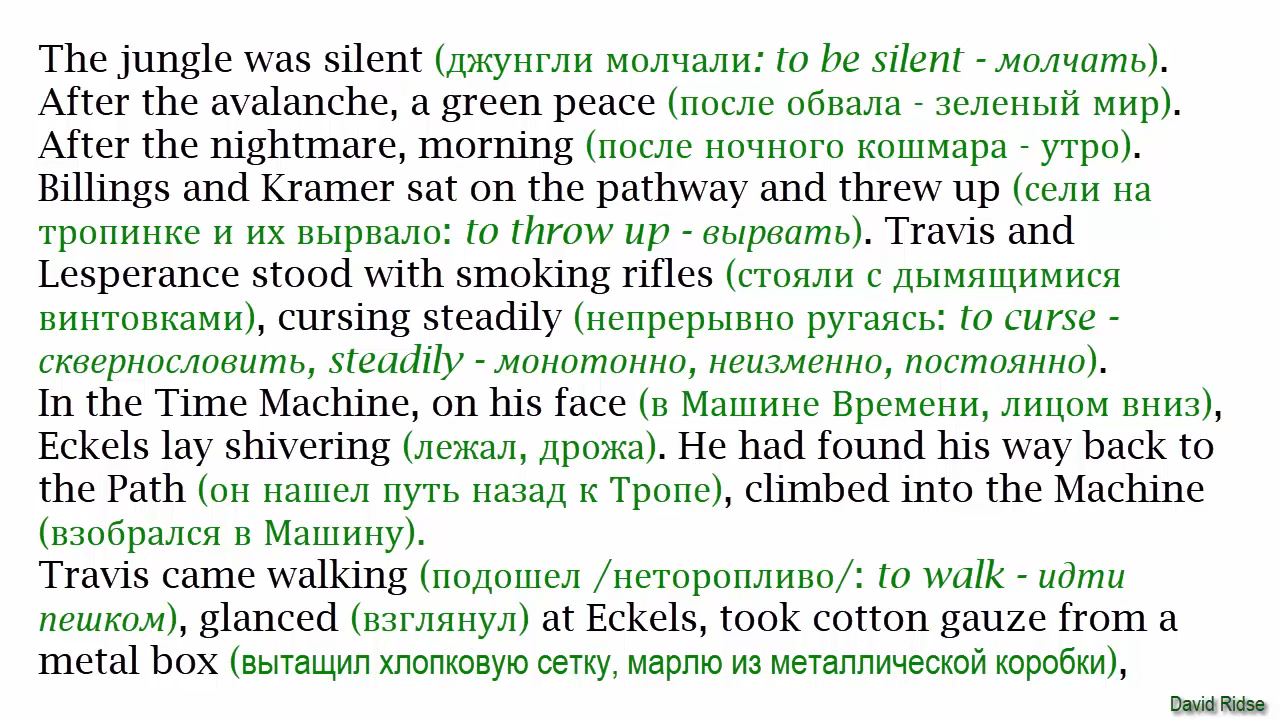 The jungle was silent (джунгли молчали: to be silent - молчать).
After the avalanche, a green peace (после обвала - зеленый мир).
After the nightmare, morning (после ночного кошмара - утро).
Billings and Kramer sat on the pathway and threw up (сели на
тропинке и их вырвало: to throw up - вырвать). Travis and
Lesperance stood with smoking rifles (стояли с дымящимися
винтовками), cursing steadily (непрерывно ругаясь: to curse -
сквернословить, steadily - монотонно, неизменно, постоянно).
In the Time Machine, on his face (в Машине Времени, лицом вниз),
Eckels lay shivering (лежал, дрожа). He had found his way back to
the Path (он нашел путь назад к Тропе), climbed into the Machine
(взобрался в Машину).
Travis came walking (подошел /неторопливо/: to walk - идти
пешком), glanced (взглянул) at Eckels, took cotton gauze from a
metal box (вытащил хлопковую сетку, марлю из металлической коробки),
David Ridse